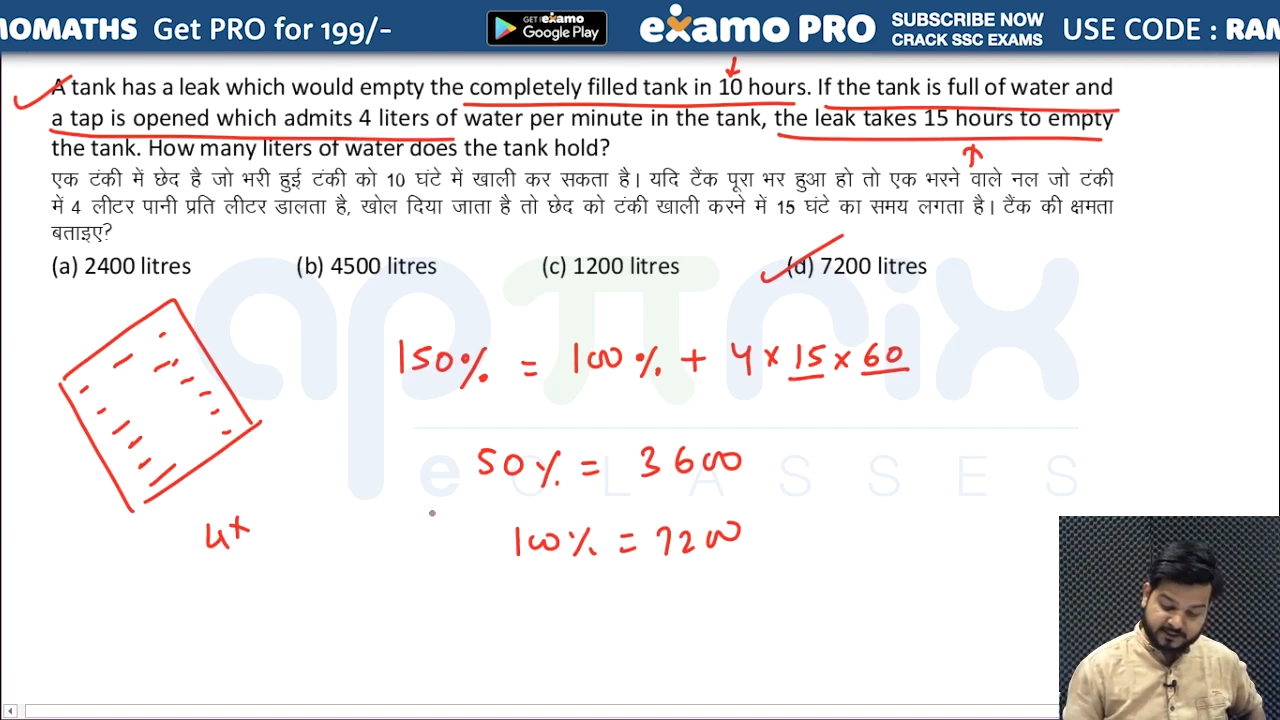 MOMATHS Get PRO for 199/- GET IT ON examo Google Play examo PRO SUBSCRIBE NOW CRACK SSC EXAMS USE CODE : RAM
A tank has a leak which would empty the completely filled tank in 10 hours. If the tank is full of water and
a tap is opened which admits 4 liters of water per minute in the tank, the leak takes 15 hours to empty
the tank. How many liters of water does the tank hold?
एक टंकी में छेद है जो भरी हुई टंकी को 10 घंटे में खाली कर सकता है। यदि टैंक पूरा भर हुआ हो तो एक भरने वाले नल जो टंकी
में 4 लीटर पानी प्रति लीटर डालता है, खोल दिया जाता है तो छेद को टंकी खाली करने में 15 घंटे का समय लगता है। टैंक की क्षमता
बताइए?
(a) 2400 litres (b) 4500 litres (c) 1200 litres (d) 7200 litres
apπrix
e CLASSES
150% = 100% + 4 × 15 × 60
50% = 3600
100% = 7200
4×